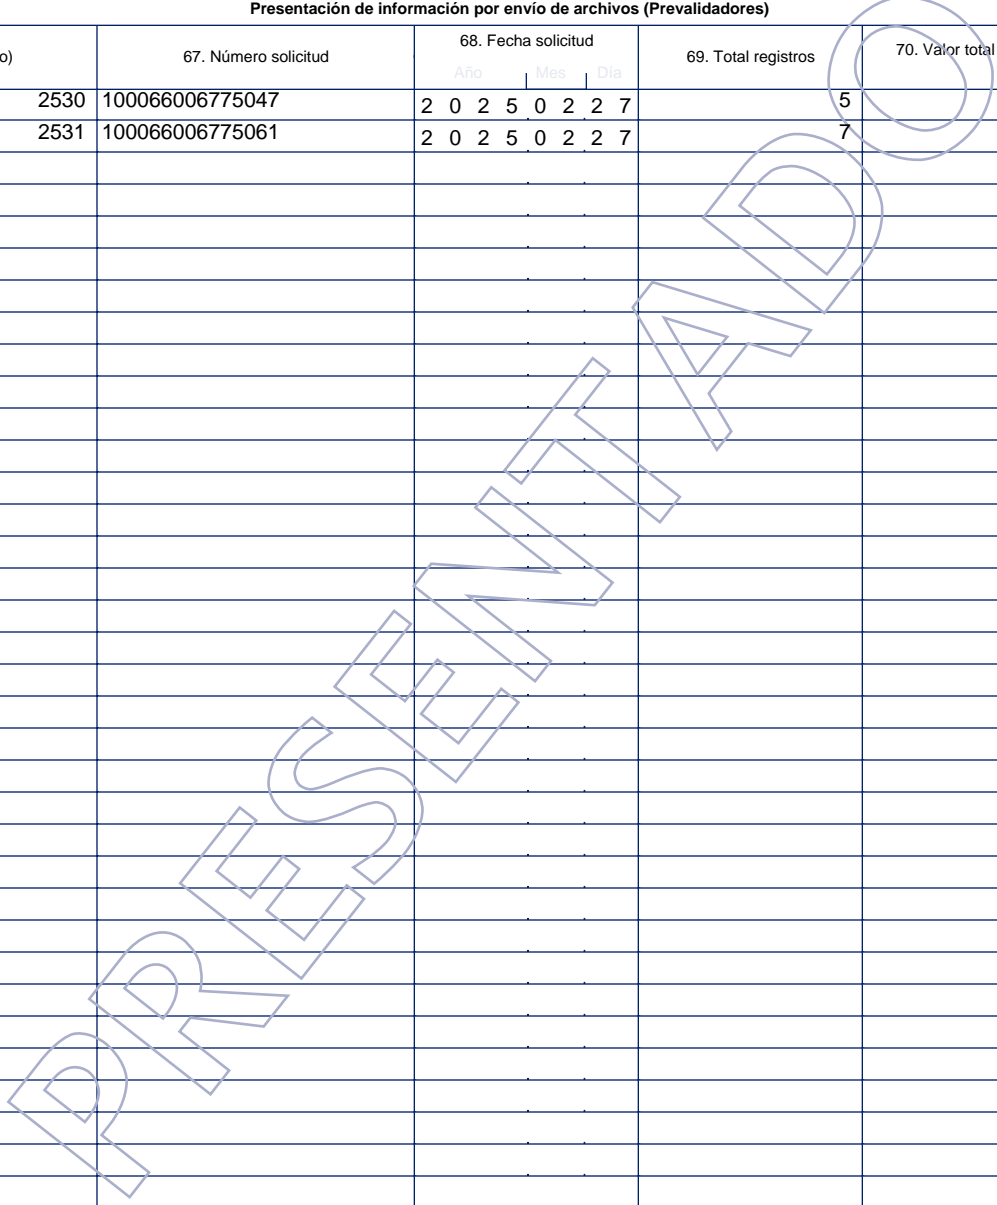 Presentación de información por envío de archivos (Prevalidadores)
o) 67. Número solicitud 68. Fecha solicitud 69. Total registros 70. Valor total
Año Mes Día
2530 100066006775047 2 0 2 5 0 2 2 7 5
2531 100066006775061 2 0 2 5 0 2 2 7 7
PRESENTADO